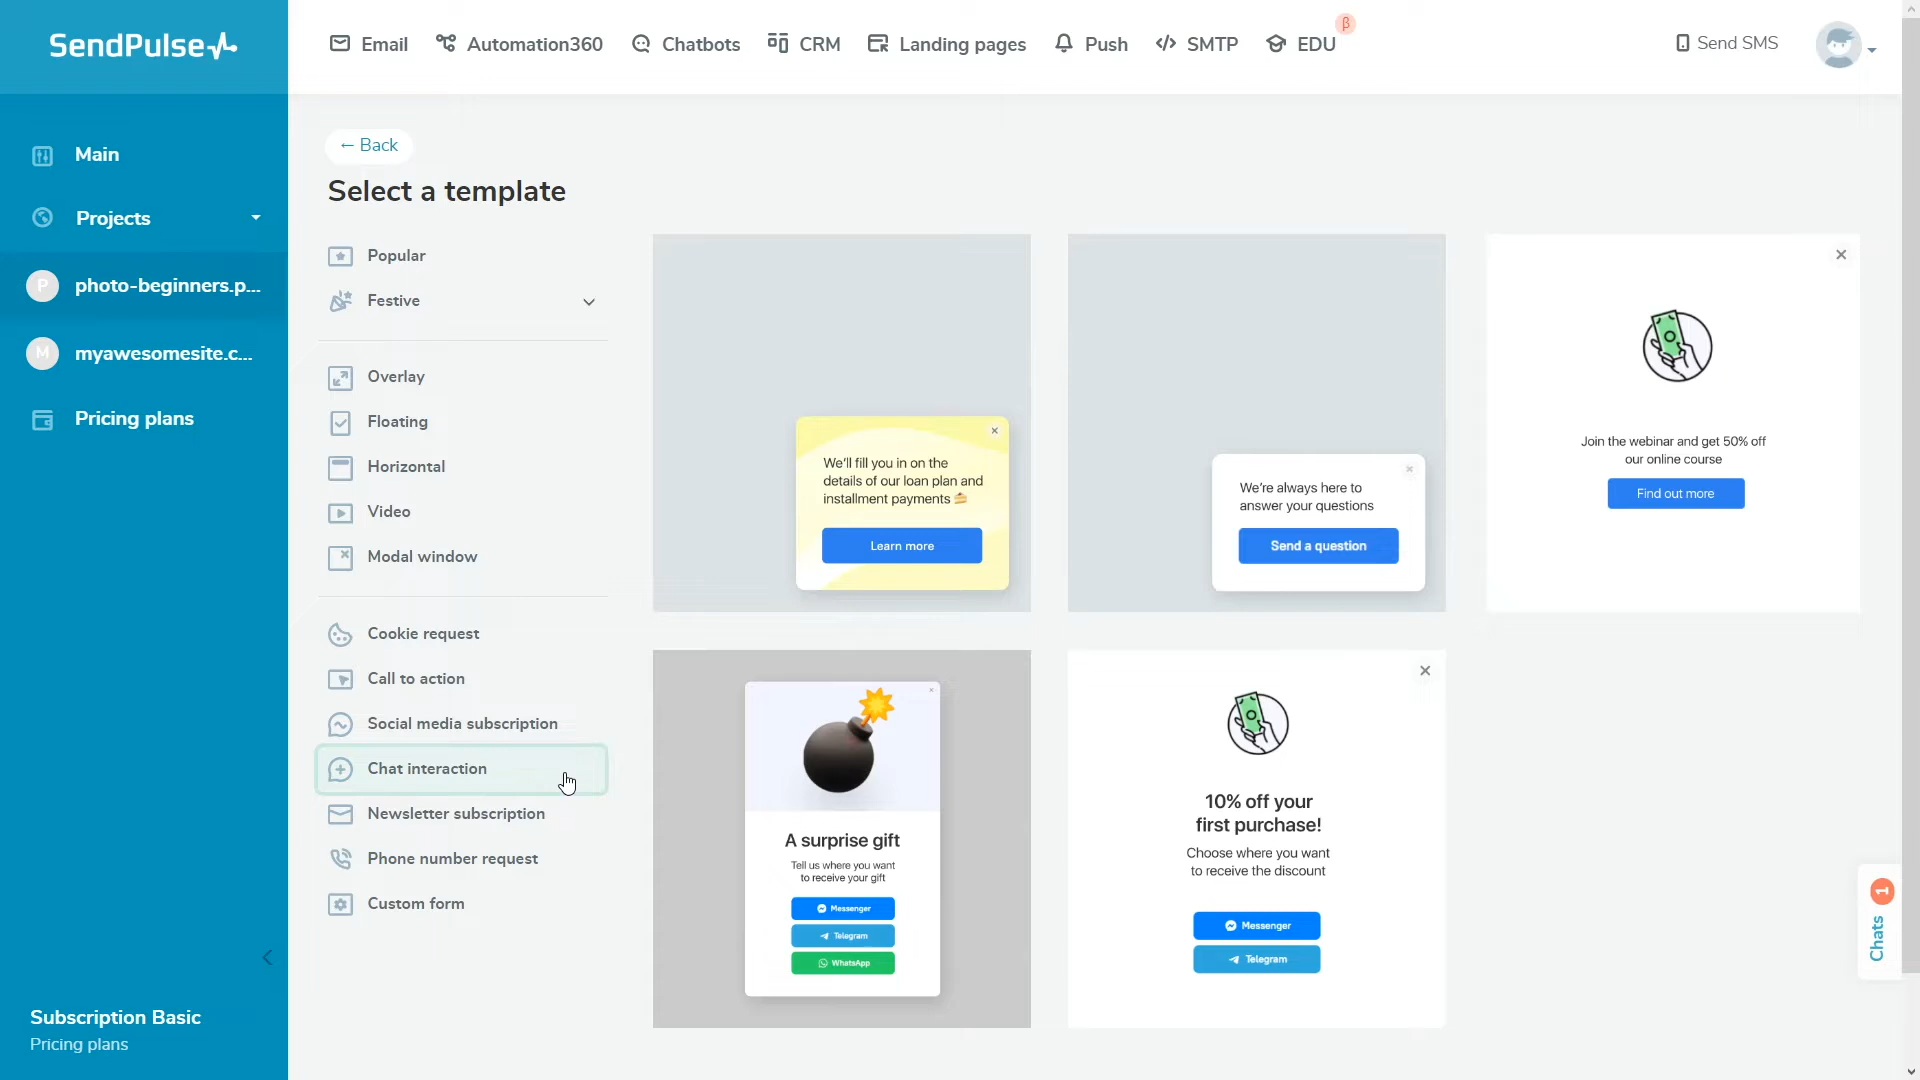 SendPulse
Email
Automation360
Chatbots
CRM
Landing pages
Push
SMTP
EDU
β
Send SMS
Main
Projects
P
photo-beginners.p...
M
myawesomesite.c...
Pricing plans
Subscription Basic
Pricing plans
← Back
Select a template
Popular
Festive
Overlay
Floating
Horizontal
Video
Modal window
Cookie request
Call to action
Social media subscription
Chat interaction
Newsletter subscription
Phone number request
Custom form
We'll fill you in on the
details of our loan plan and
installment payments 🍰
Learn more
We're always here to
answer your questions
Send a question
Join the webinar and get 50% off
our online course
Find out more
A surprise gift
Tell us where you want
to receive your gift
Messenger
Telegram
WhatsApp
10% off your
first purchase!
Choose where you want
to receive the discount
Messenger
Telegram
Chats 1